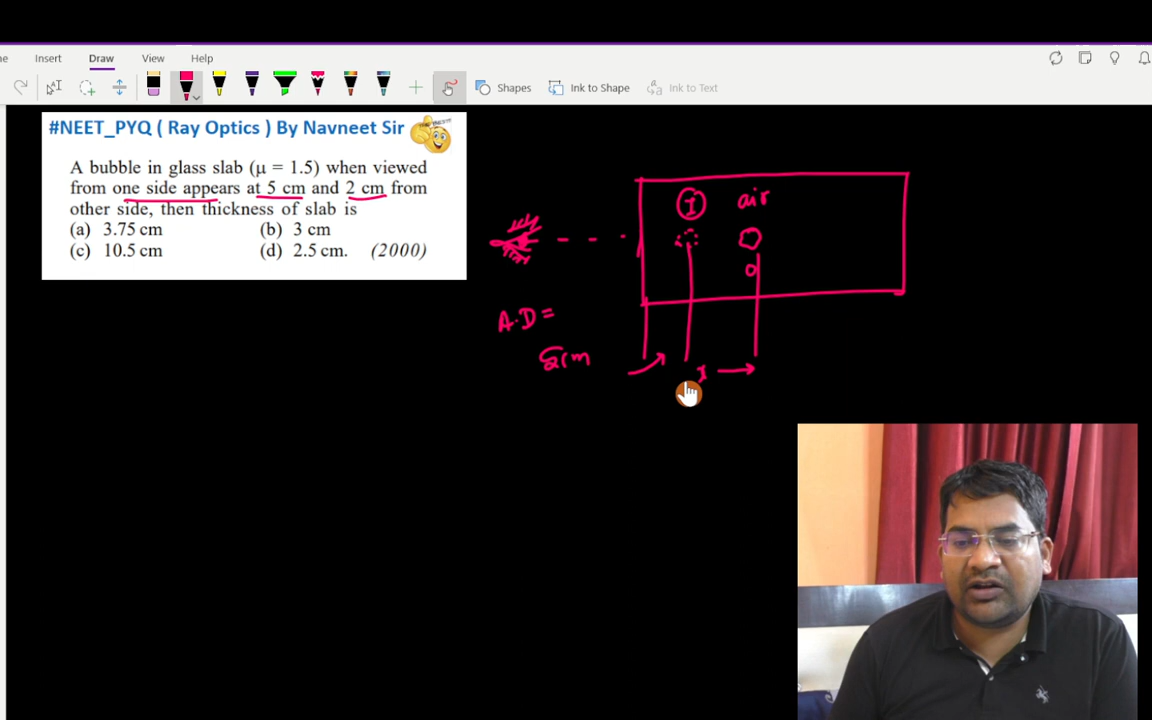 Insert Draw View Help
Shapes Ink to Shape Ink to Text
#NEET_PYQ ( Ray Optics ) By Navneet Sir
A bubble in glass slab (μ = 1.5) when viewed
from one side appears at 5 cm and 2 cm from
other side, then thickness of slab is
(a) 3.75 cm (b) 3 cm
(c) 10.5 cm (d) 2.5 cm. (2000)
I air
O
A.D =
5cm